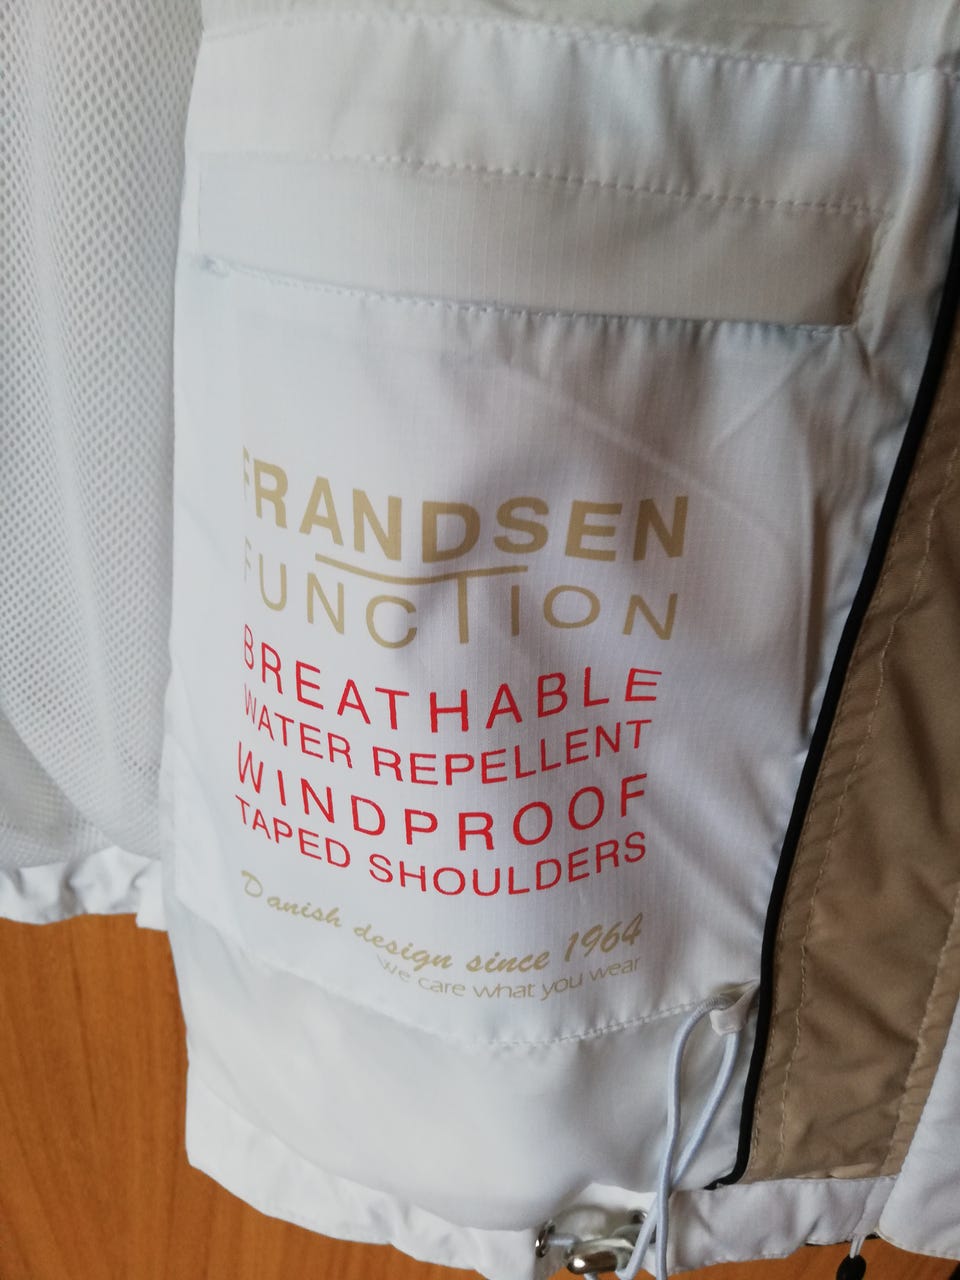 FRANDSEN
FUNCTION
BREATHABLE
WATER REPELLENT
WINDPROOF
TAPED SHOULDERS
Danish design since 1964
we care what you wear